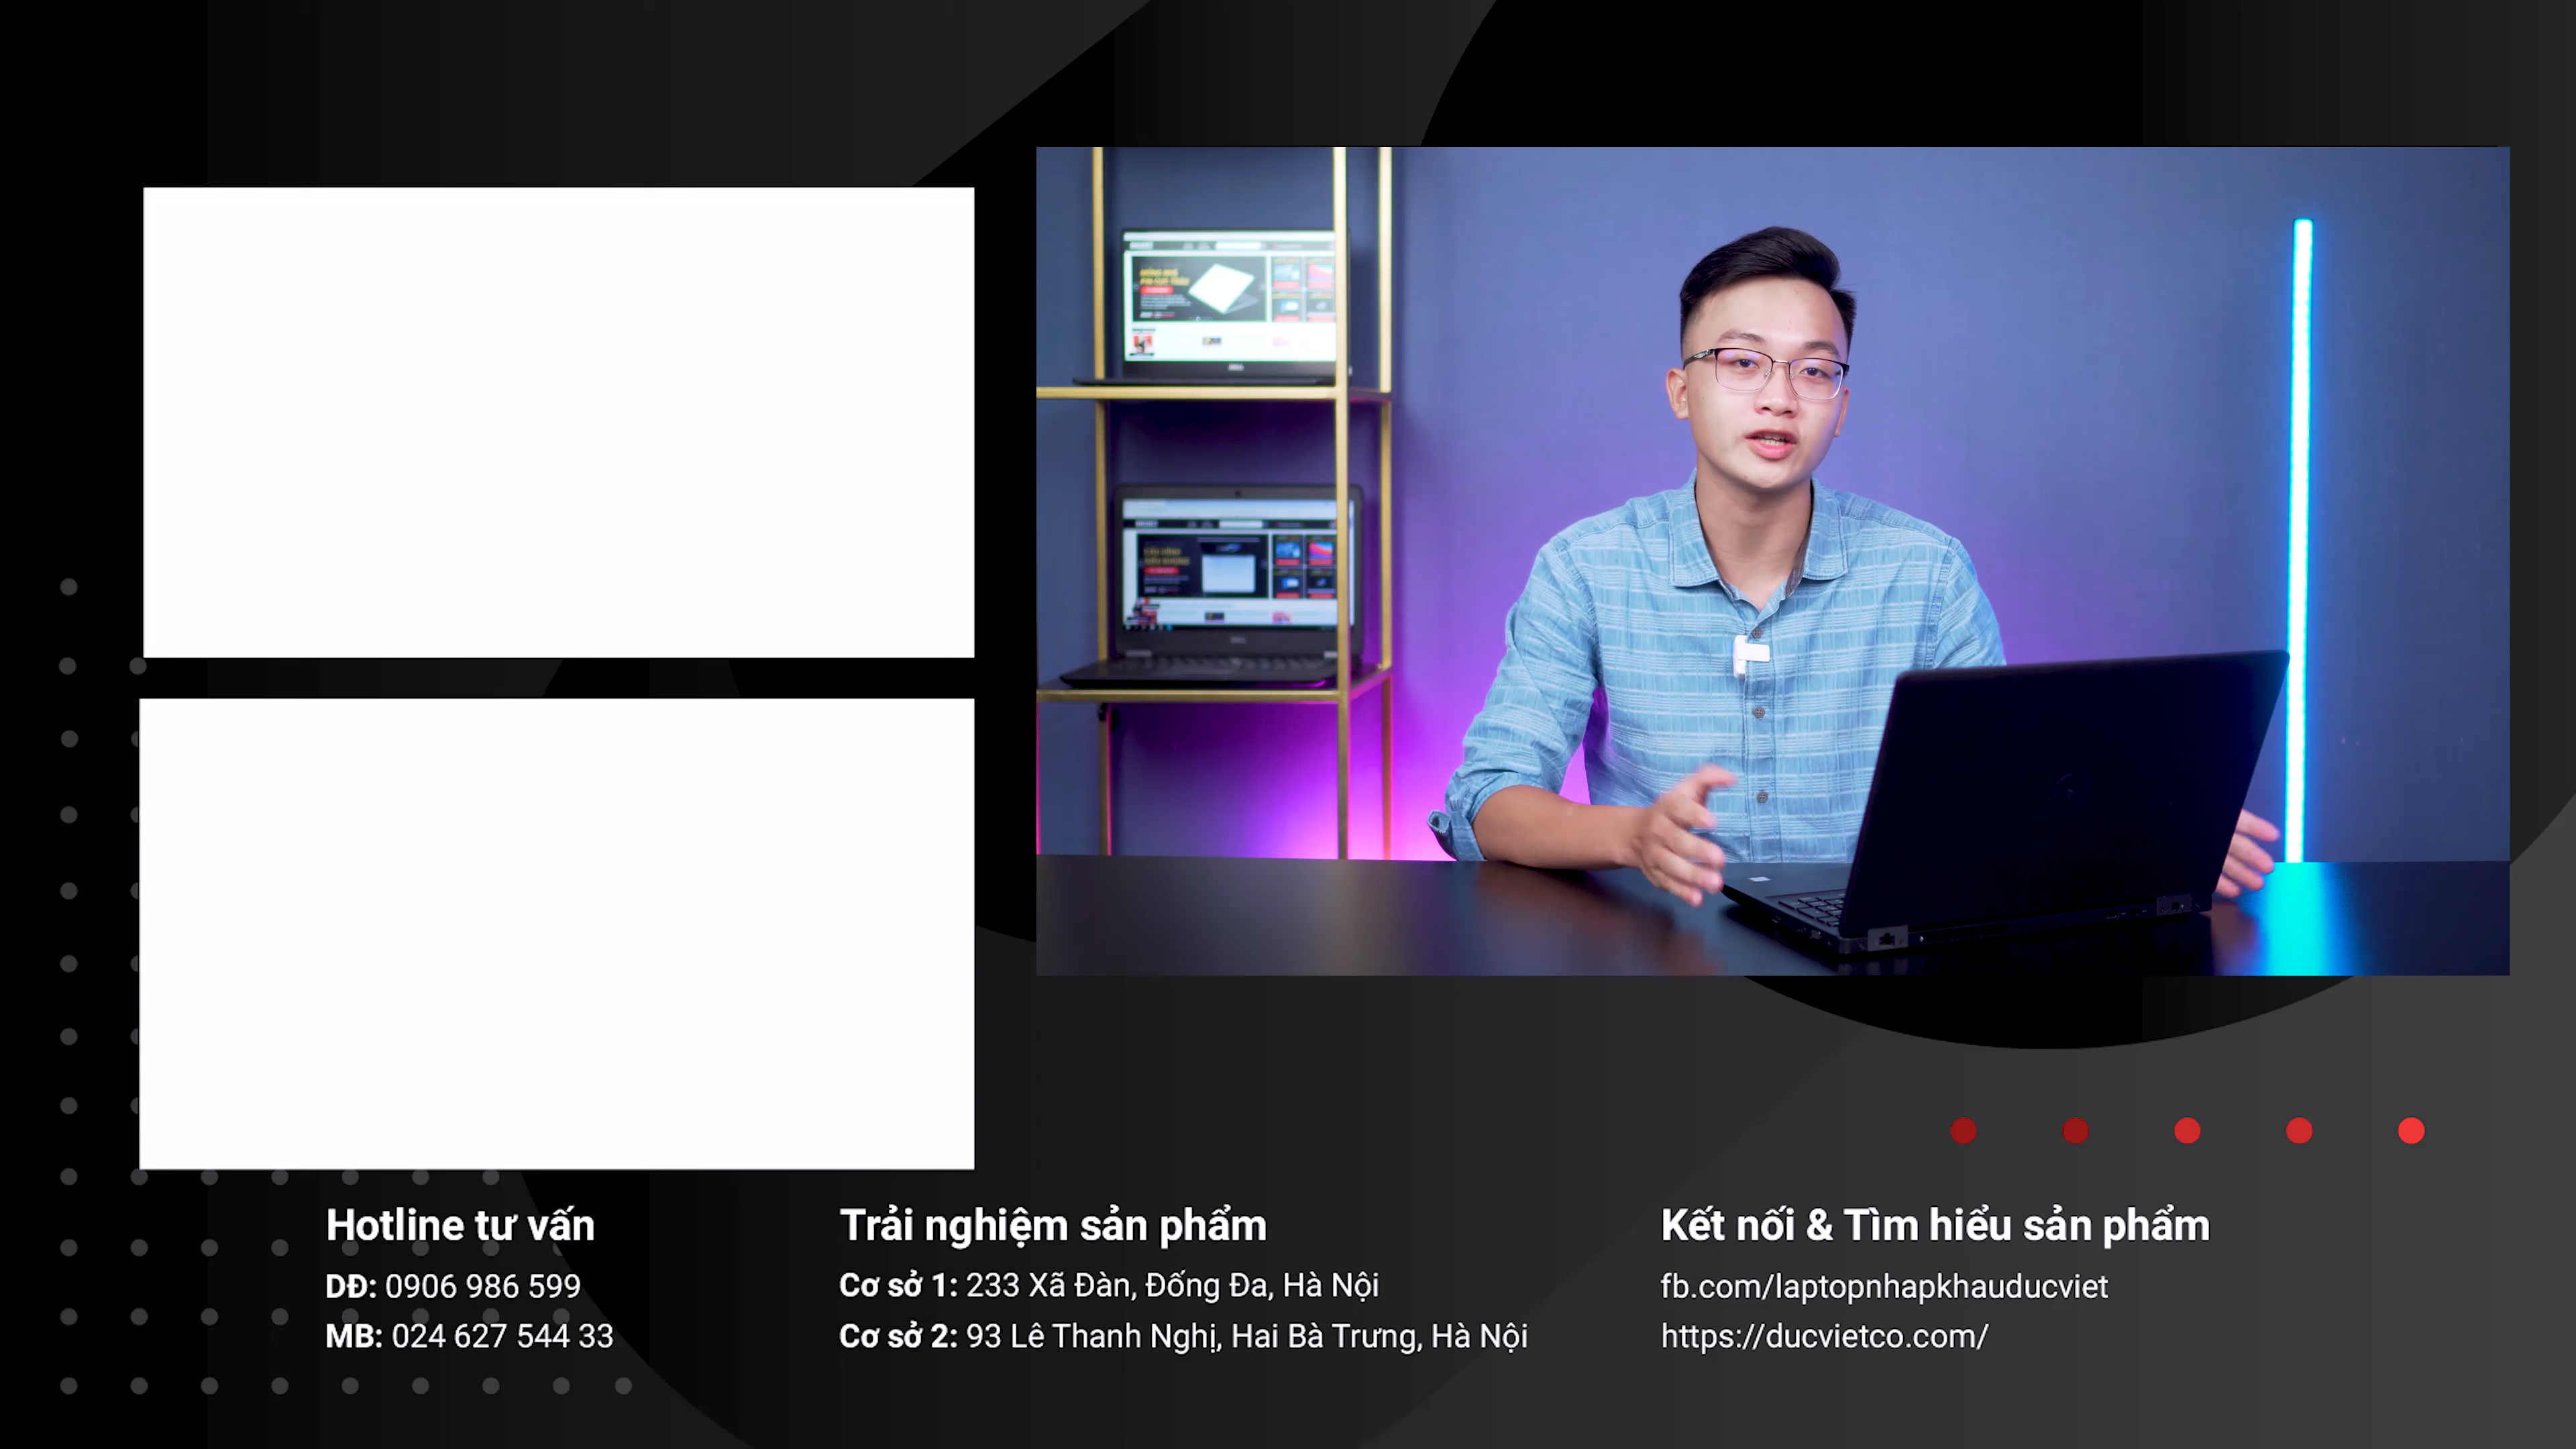 Hotline tư vấn
DĐ: 0906 986 599
MB: 024 627 544 33
Trải nghiệm sản phẩm
Cơ sở 1: 233 Xã Đàn, Đống Đa, Hà Nội
Cơ sở 2: 93 Lê Thanh Nghị, Hai Bà Trưng, Hà Nội
Kết nối & Tìm hiểu sản phẩm
fb.com/laptopnhapkhauducviet
https://ducvietco.com/